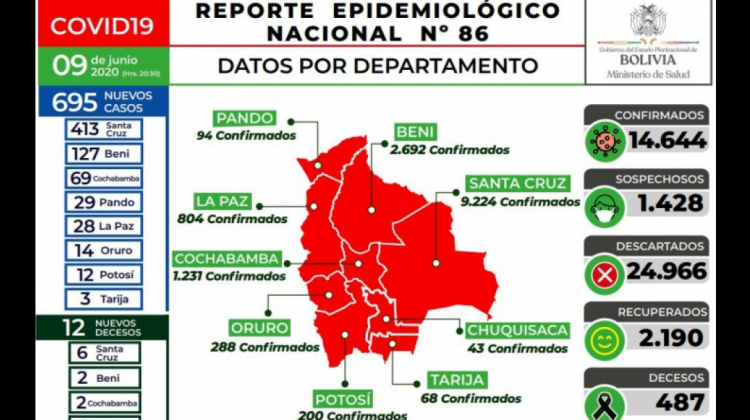 COVID19
REPORTE EPIDEMIOLÓGICO
NACIONAL Nº 86
09 de junio
2020 (Hrs. 20:30)
DATOS POR DEPARTAMENTO
Gobierno del Estado Plurinacional de
BOLIVIA
Ministerio de Salud
695 NUEVOS
CASOS
413 Santa
Cruz
127 Beni
69 Cochabamba
29 Pando
28 La Paz
14 Oruro
12 Potosí
3 Tarija
12 NUEVOS
DECESOS
6 Santa
Cruz
2 Beni
2 Cochabamba
PANDO
94 Confirmados
BENI
2.692 Confirmados
LA PAZ
804 Confirmados
SANTA CRUZ
9.224 Confirmados
COCHABAMBA
1.231 Confirmados
ORURO
288 Confirmados
CHUQUISACA
43 Confirmados
POTOSÍ
200 Confirmados
TARIJA
68 Confirmados
CONFIRMADOS
14.644
SOSPECHOSOS
1.428
DESCARTADOS
24.966
RECUPERADOS
2.190
DECESOS
487